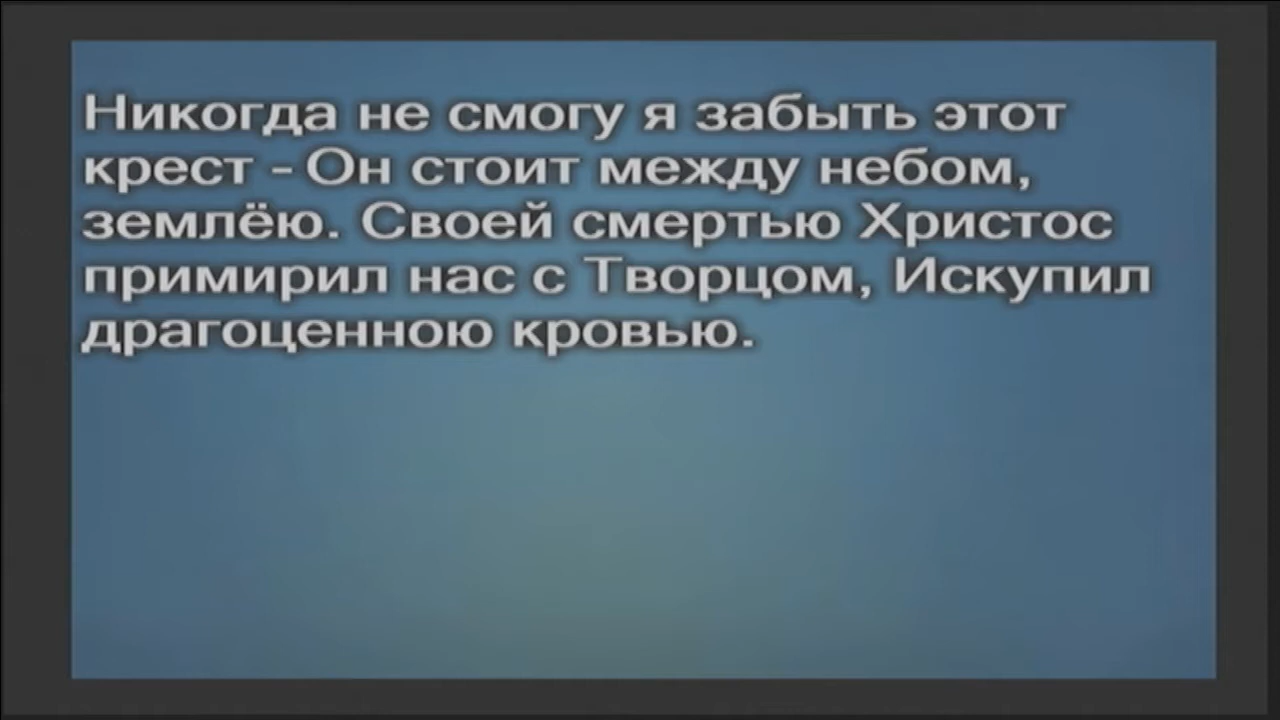 Никогда не смогу я забыть этот
крест - Он стоит между небом,
землёю. Своей смертью Христос
примирил нас с Творцом, Искупил
драгоценною кровью.